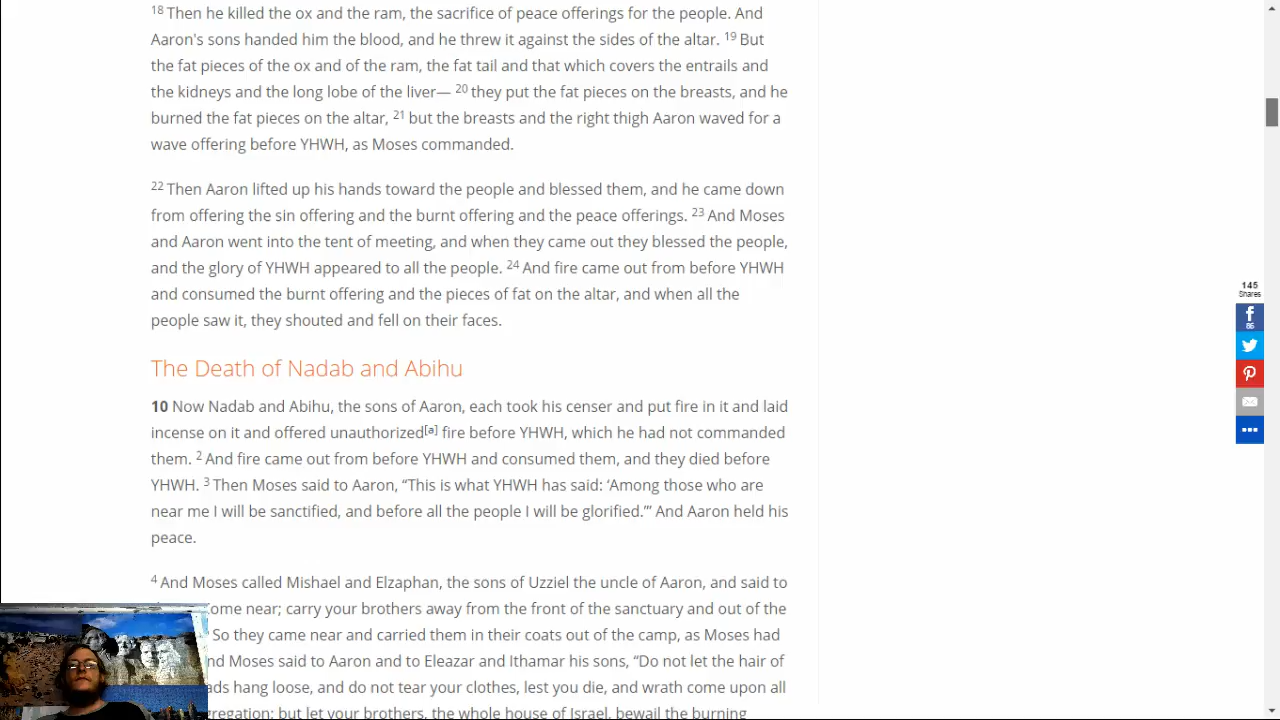 18 Then he killed the ox and the ram, the sacrifice of peace offerings for the people. And
Aaron's sons handed him the blood, and he threw it against the sides of the altar. 19 But
the fat pieces of the ox and of the ram, the fat tail and that which covers the entrails and
the kidneys and the long lobe of the liver— 20 they put the fat pieces on the breasts, and he
burned the fat pieces on the altar, 21 but the breasts and the right thigh Aaron waved for a
wave offering before YHWH, as Moses commanded.
22 Then Aaron lifted up his hands toward the people and blessed them, and he came down
from offering the sin offering and the burnt offering and the peace offerings. 23 And Moses
and Aaron went into the tent of meeting, and when they came out they blessed the people,
and the glory of YHWH appeared to all the people. 24 And fire came out from before YHWH
and consumed the burnt offering and the pieces of fat on the altar, and when all the
people saw it, they shouted and fell on their faces.
The Death of Nadab and Abihu
10 Now Nadab and Abihu, the sons of Aaron, each took his censer and put fire in it and laid
incense on it and offered unauthorized[a] fire before YHWH, which he had not commanded
them. 2 And fire came out from before YHWH and consumed them, and they died before
YHWH. 3 Then Moses said to Aaron, “This is what YHWH has said: ‘Among those who are
near me I will be sanctified, and before all the people I will be glorified.’” And Aaron held his
peace.
4 And Moses called Mishael and Elzaphan, the sons of Uzziel the uncle of Aaron, and said to
ome near; carry your brothers away from the front of the sanctuary and out of the
So they came near and carried them in their coats out of the camp, as Moses had
nd Moses said to Aaron and to Eleazar and Ithamar his sons, “Do not let the hair of
ds hang loose, and do not tear your clothes, lest you die, and wrath come upon all
gregation; but let your brothers, the whole house of Israel, bewail the burning
145
Shares
86